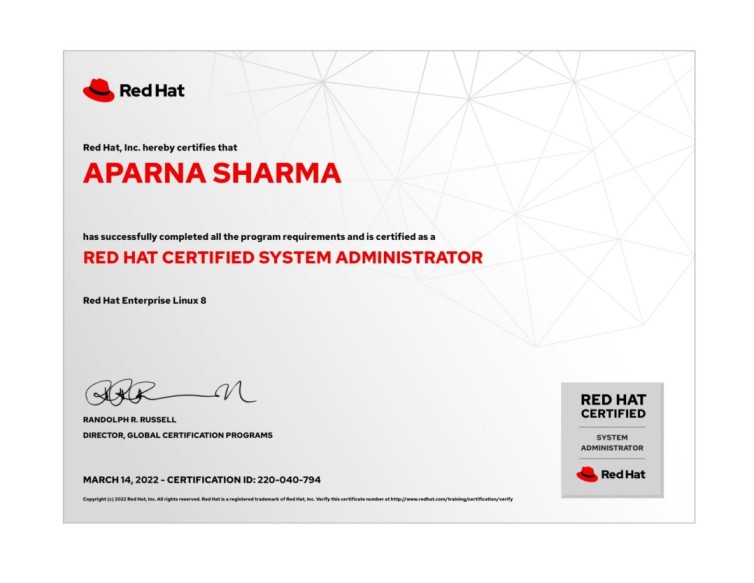 Red Hat
Red Hat, Inc. hereby certifies that
APARNA SHARMA
has successfully completed all the program requirements and is certified as a
RED HAT CERTIFIED SYSTEM ADMINISTRATOR
Red Hat Enterprise Linux 8
RANDOLPH R. RUSSELL
DIRECTOR, GLOBAL CERTIFICATION PROGRAMS
MARCH 14, 2022 - CERTIFICATION ID: 220-040-794
Copyright (c) 2022 Red Hat, Inc. All rights reserved. Red Hat is a registered trademark of Red Hat, Inc. Verify this certificate number at http://www.redhat.com/training/certification/verify
RED HAT
CERTIFIED
SYSTEM
ADMINISTRATOR
Red Hat